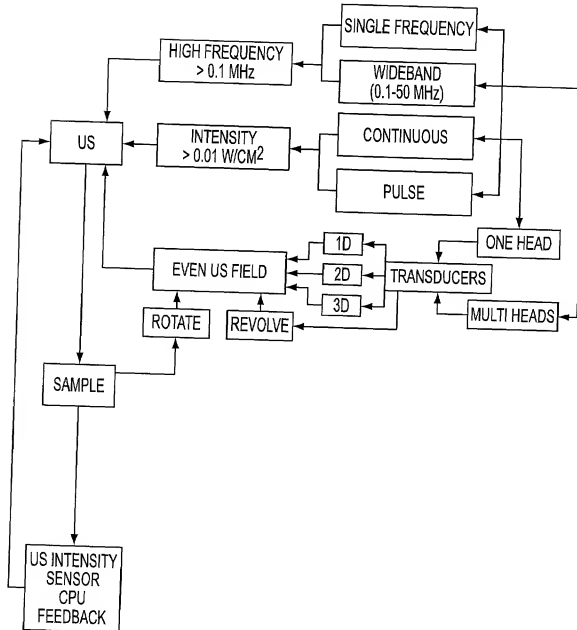 SINGLE FREQUENCY
HIGH FREQUENCY
> 0.1 MHz
WIDEBAND
(0.1-50 MHz)
US
INTENSITY
> 0.01 W/CM2
CONTINUOUS
PULSE
1D
ONE HEAD
EVEN US FIELD
2D
TRANSDUCERS
3D
ROTATE
REVOLVE
MULTI HEADS
SAMPLE
US INTENSITY
SENSOR
CPU
FEEDBACK